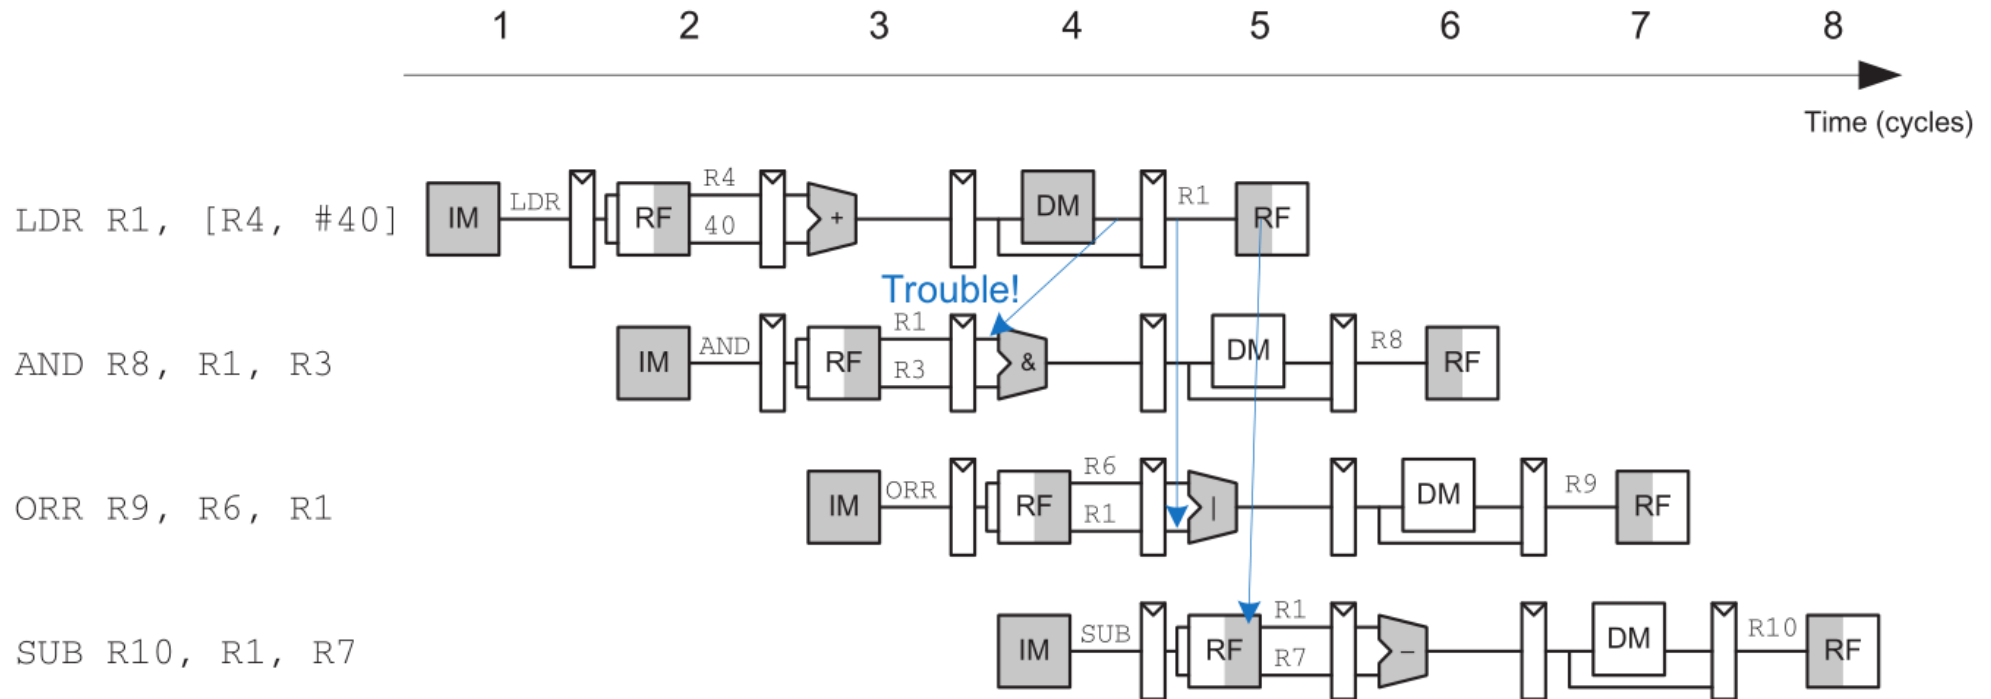 1 2 3 4 5 6 7 8
Time (cycles)
LDR R1, [R4, #40] IM LDR RF R4 40 + DM R1 RF
Trouble!
AND R8, R1, R3 IM AND RF R1 R3 & DM R8 RF
ORR R9, R6, R1 IM ORR RF R6 R1 | DM R9 RF
SUB R10, R1, R7 IM SUB RF R1 R7 − DM R10 RF